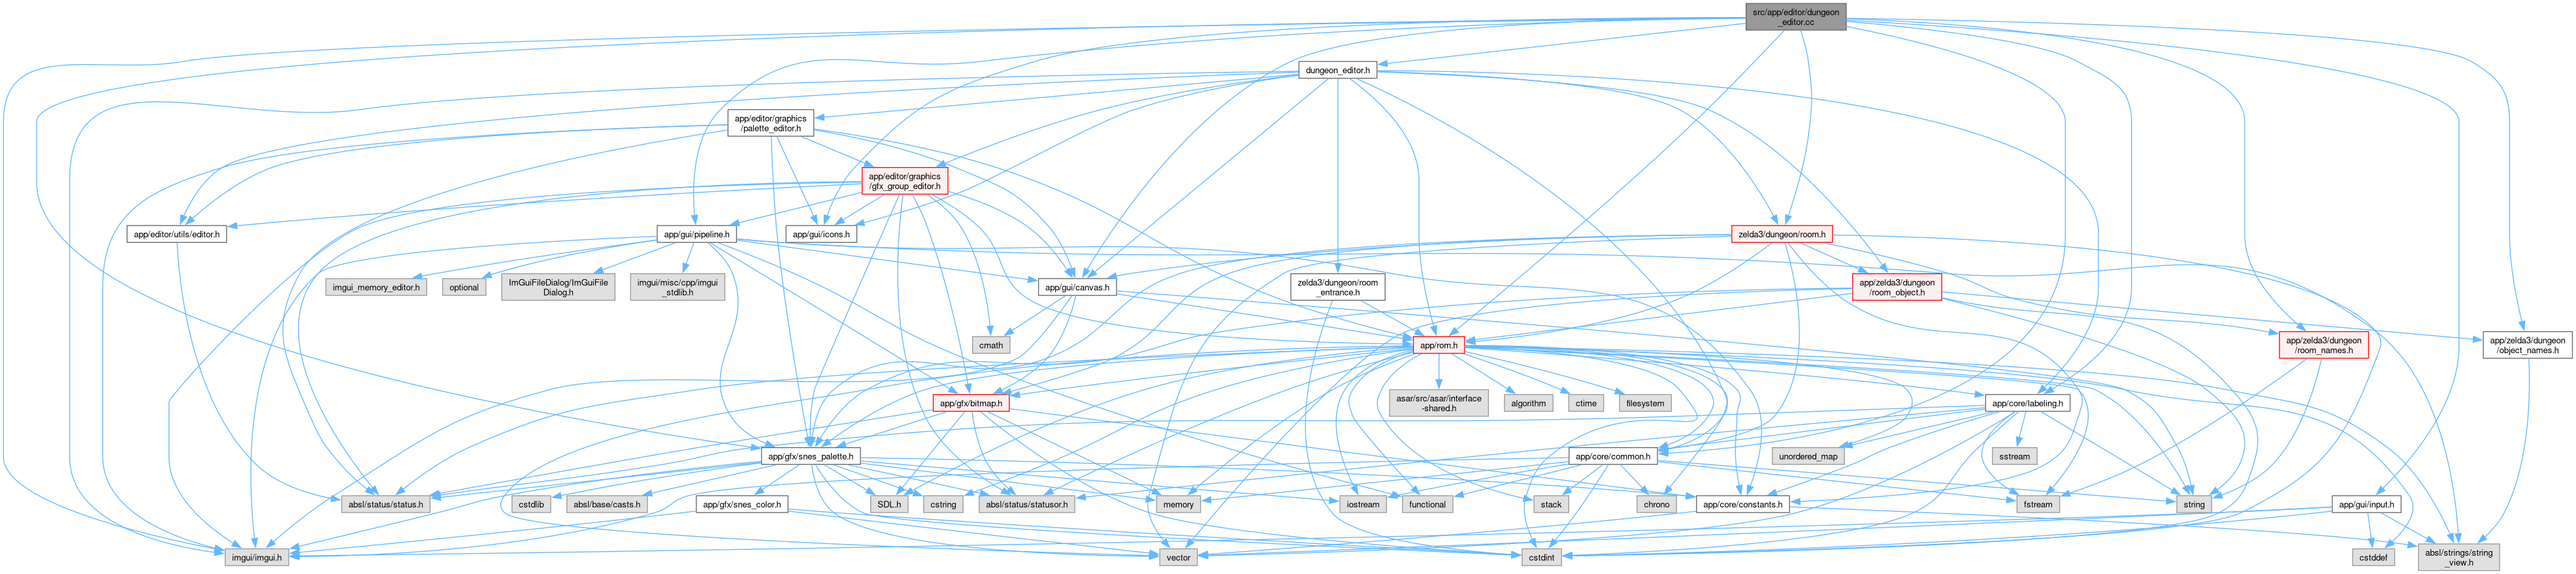 src/app/editor/dungeon
_editor.cc
dungeon_editor.h
app/editor/graphics
/palette_editor.h
app/editor/graphics
/gfx_group_editor.h
app/editor/utils/editor.h
app/gui/pipeline.h
app/gui/icons.h
zelda3/dungeon/room.h
imgui_memory_editor.h
optional
ImGuiFileDialog/ImGuiFile
Dialog.h
imgui/misc/cpp/imgui
_stdlib.h
app/gui/canvas.h
zelda3/dungeon/room
_entrance.h
app/zelda3/dungeon
/room_object.h
cmath
app/rom.h
app/zelda3/dungeon
/room_names.h
app/zelda3/dungeon
/object_names.h
app/gfx/bitmap.h
asar/src/asar/interface
-shared.h
algorithm
ctime
filesystem
app/core/labeling.h
app/gfx/snes_palette.h
app/core/common.h
unordered_map
sstream
absl/status/status.h
cstdlib
absl/base/casts.h
app/gfx/snes_color.h
SDL.h
cstring
absl/status/statusor.h
memory
iostream
functional
stack
chrono
app/core/constants.h
fstream
string
app/gui/input.h
imgui/imgui.h
vector
cstdint
cstddef
absl/strings/string
_view.h